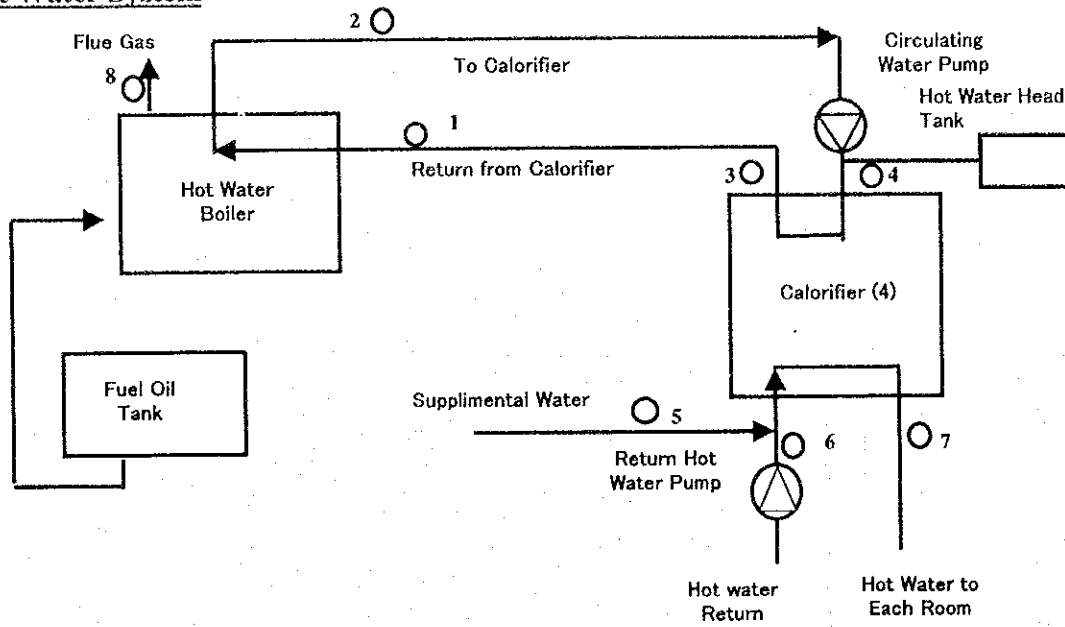 Water System
2
Flue Gas
8
To Calorifier
Circulating
Water Pump
Hot Water Head
Tank
1
Return from Calorifier
3
4
Hot Water
Boiler
Calorifier (4)
Fuel Oil
Tank
Supplimental Water
5
6
7
Return Hot
Water Pump
Hot water
Return
Hot Water to
Each Room